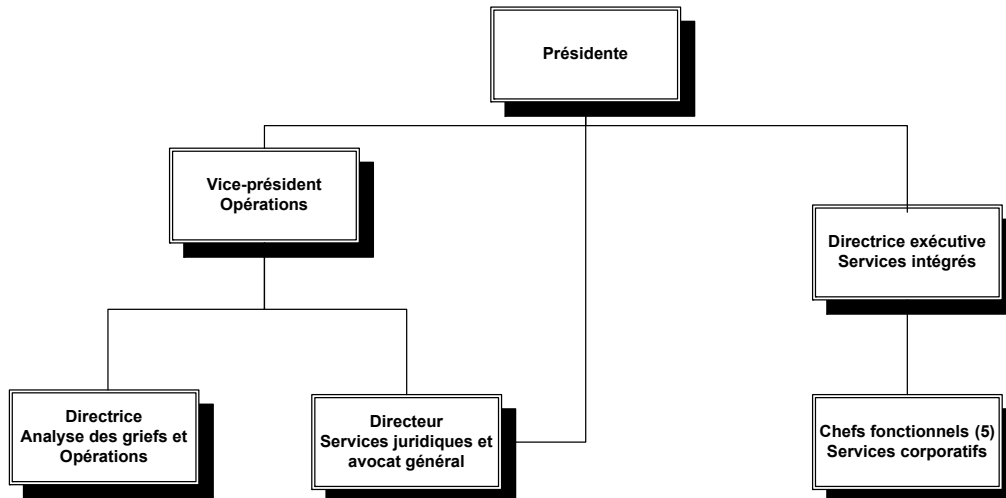 Présidente
Vice-président
Opérations
Directrice exécutive
Services intégrés
Directrice
Analyse des griefs et
Opérations
Directeur
Services juridiques et
avocat général
Chefs fonctionnels (5)
Services corporatifs